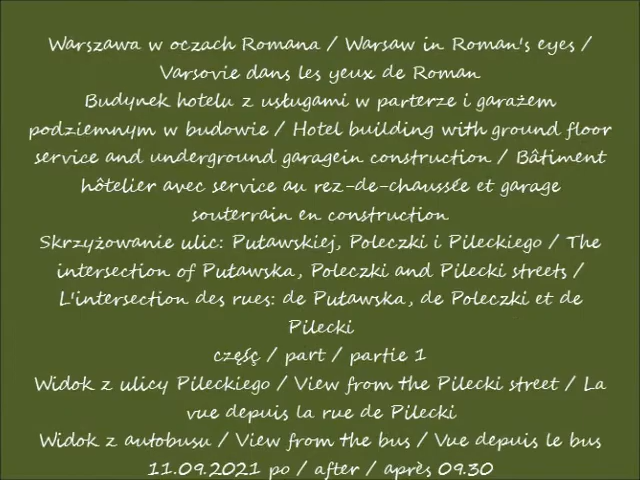 Warszawa w oczach Romana / Warsaw in Roman's eyes /
Varsovie dans les yeux de Roman
Budynek hotelu z usługami w parterze i garażem
podziemnym w budowie / Hotel building with ground floor
service and underground garagein construction / Bâtiment
hôtelier avec service au rez-de-chaussée et garage
souterrain en construction
Skrzyżowanie ulic: Puławskiej, Poleczki i Pileckiego / The
intersection of Puławska, Poleczki and Pilecki streets /
L'intersection des rues: de Puławska, de Poleczki et de
Pilecki
częśç / part / partie 1
Widok z ulicy Pileckiego / View from the Pilecki street / La
vue depuis la rue de Pilecki
Widok z autobusu / View from the bus / Vue depuis le bus
11.09.2021 po / after / après 09.30